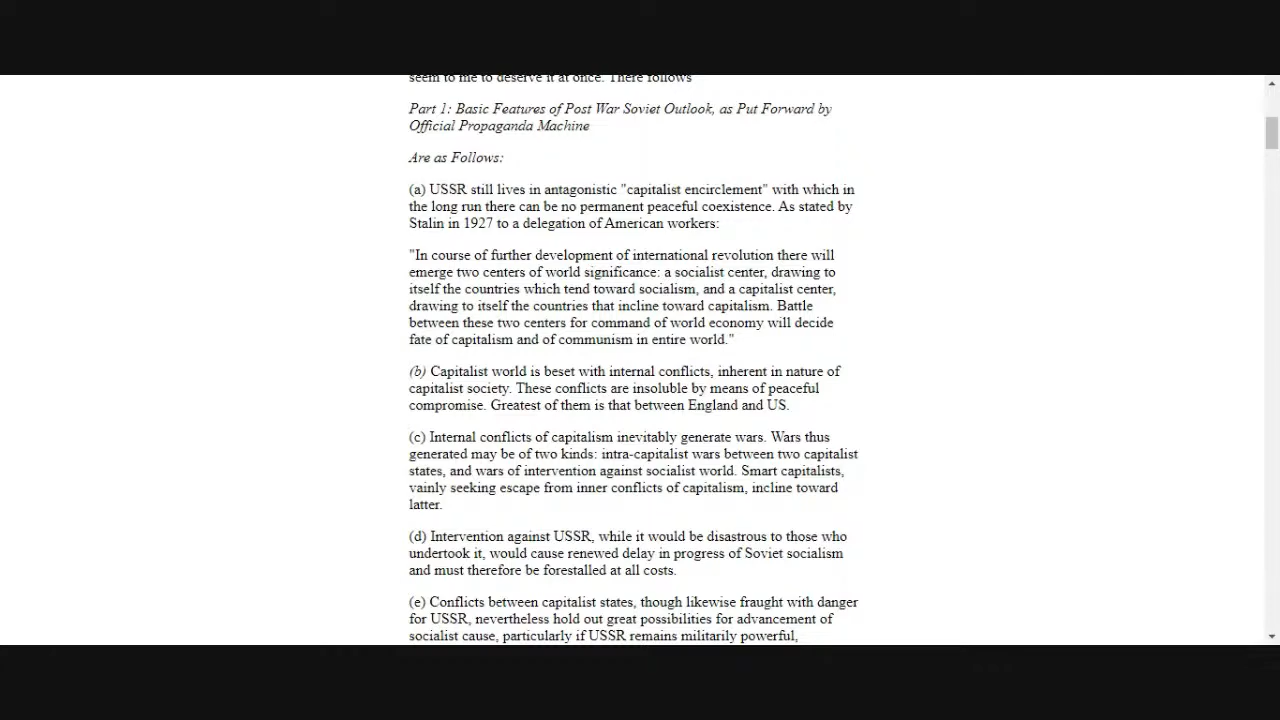 seem to me to deserve it at once. There follows
Part 1: Basic Features of Post War Soviet Outlook, as Put Forward by
Official Propaganda Machine
Are as Follows:
(a) USSR still lives in antagonistic "capitalist encirclement" with which in
the long run there can be no permanent peaceful coexistence. As stated by
Stalin in 1927 to a delegation of American workers:
"In course of further development of international revolution there will
emerge two centers of world significance: a socialist center, drawing to
itself the countries which tend toward socialism, and a capitalist center,
drawing to itself the countries that incline toward capitalism. Battle
between these two centers for command of world economy will decide
fate of capitalism and of communism in entire world."
(b) Capitalist world is beset with internal conflicts, inherent in nature of
capitalist society. These conflicts are insoluble by means of peaceful
compromise. Greatest of them is that between England and US.
(c) Internal conflicts of capitalism inevitably generate wars. Wars thus
generated may be of two kinds: intra-capitalist wars between two capitalist
states, and wars of intervention against socialist world. Smart capitalists,
vainly seeking escape from inner conflicts of capitalism, incline toward
latter.
(d) Intervention against USSR, while it would be disastrous to those who
undertook it, would cause renewed delay in progress of Soviet socialism
and must therefore be forestalled at all costs.
(e) Conflicts between capitalist states, though likewise fraught with danger
for USSR, nevertheless hold out great possibilities for advancement of
socialist cause, particularly if USSR remains militarily powerful,